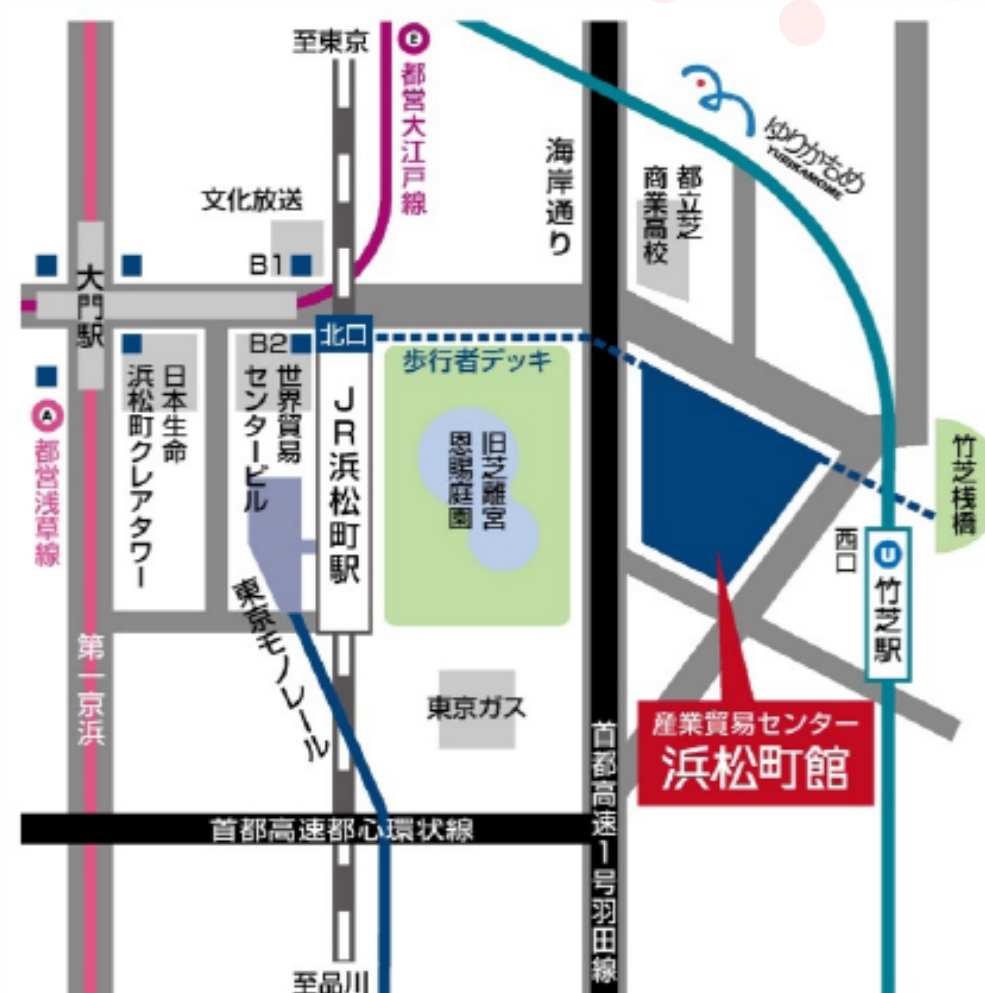 至東京
E
都営大江戸線
文化放送
B1
海岸通り
都立芝
商業高校
ゆりかもめ
YURIKAMOME
大門駅
北口
B2
歩行者デッキ
日本生命
浜松町クレアタワー
世界貿易
センタービル
JR浜松町駅
旧芝離宮
恩賜庭園
A
都営浅草線
竹芝桟橋
西口
U
竹芝駅
東京モノレール
第一京浜
東京ガス
産業貿易センター
浜松町館
首都高速1号羽田線
首都高速都心環状線
至品川